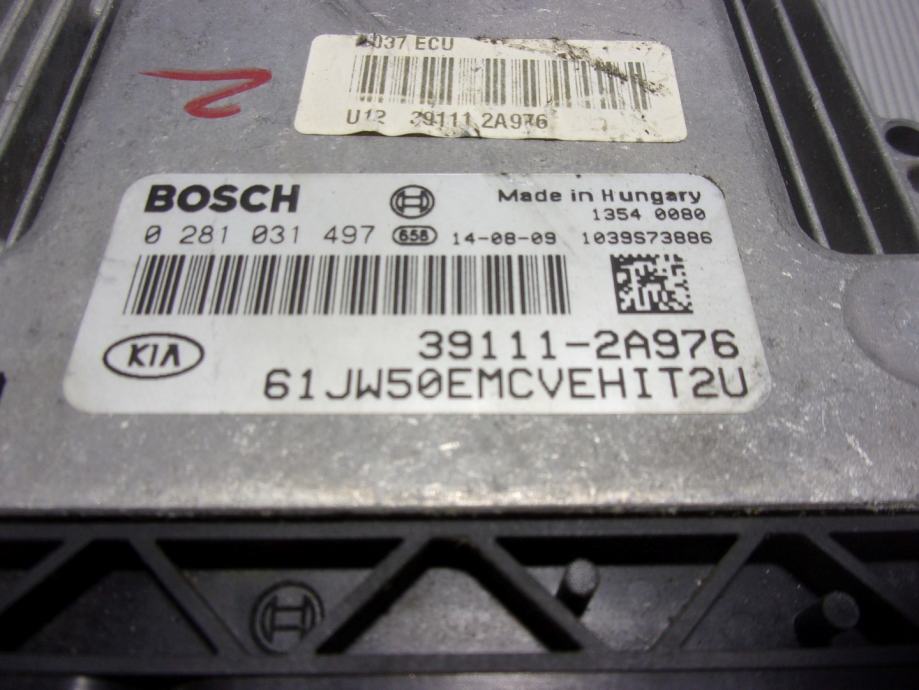 037 ECU
39111 2A976
2
BOSCH
Made in Hungary
1354 0080
0 281 031 497 658 14-08-09 1039S73886
KIA
39111-2A976
61JW50EMCVEHIT2U